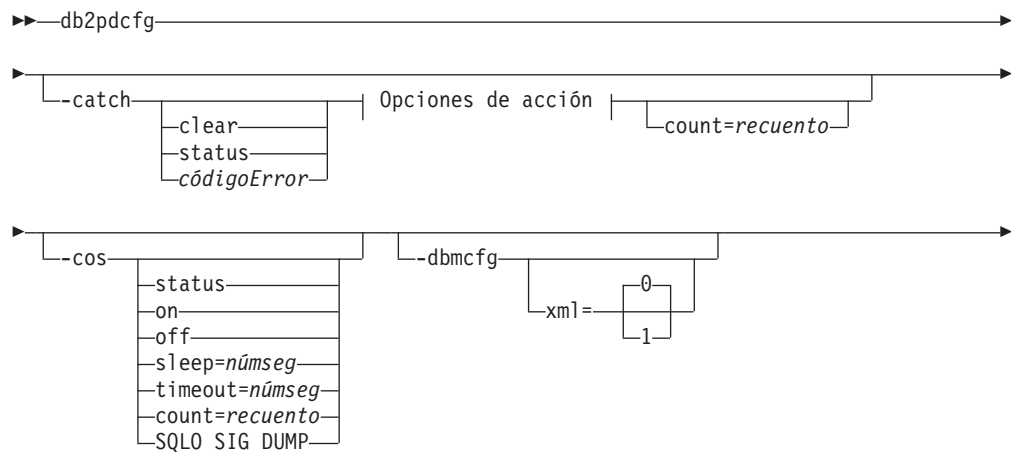 db2pdcfg
-catch
clear
status
códigoError
Opciones de acción
count=recuento
-cos
status
on
off
sleep=númseg
timeout=númseg
count=recuento
SQLO SIG DUMP
-dbmcfg
xml=
0
1